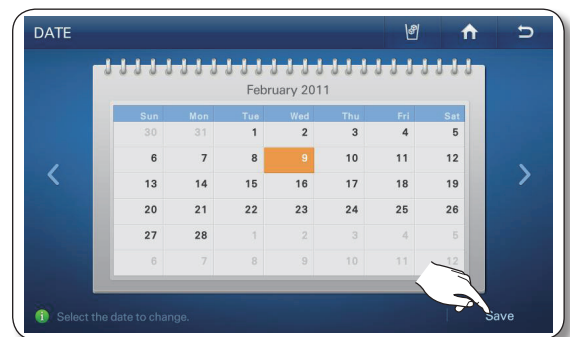 DATE
February 2011
Sun Mon Tue Wed Thu Fri Sat
30 31 1 2 3 4 5
6 7 8 9 10 11 12
13 14 15 16 17 18 19
20 21 22 23 24 25 26
27 28 1 2 3 4 5
6 7 8 9 10 11 12
Select the date to change.
Save